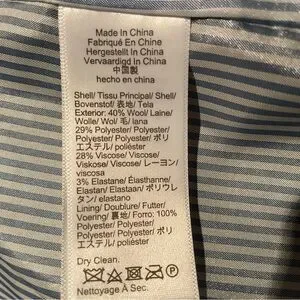 Made In China
Fabriqué En Chine
Hergestellt In China
Vervaardigd In China
中国製
hecho en china
Shell/ Tissu Principal/ Shell/
Bovenstof/ 表地/ Tela
Exterior: 40% Wool/ Laine/
Wolle/ Wol/ 毛/ lana
29% Polyester/ Polyester/
Polyester/ Polyester/ ポリ
エステル/ poliéster
28% Viscose/ Viscose/
Viskose/ Viscose/ レーヨン/
viscosa
3% Elastane/ Élasthanne/
Elastan/ Elastaan/ ポリウレ
タン/ elastano
Lining/ Doublure/ Futter/
Voering/ 裏地/ Forro: 100%
Polyester/ Polyester/
Polyester/ Polyester/ ポリ
エステル/ poliéster
Dry Clean.
P
Nettoyage À Sec.